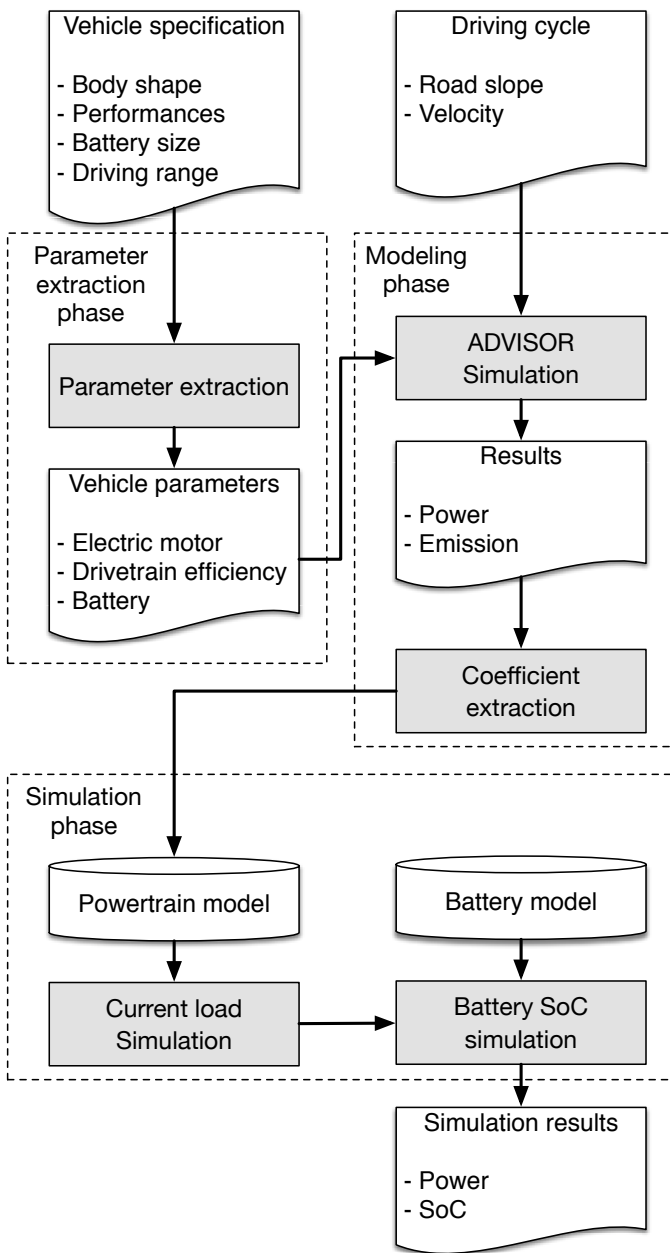 Vehicle specification
- Body shape
- Performances
- Battery size
- Driving range
Driving cycle
- Road slope
- Velocity
Parameter
extraction
phase
Parameter extraction
Vehicle parameters
- Electric motor
- Drivetrain efficiency
- Battery
Modeling
phase
ADVISOR
Simulation
Results
- Power
- Emission
Coefficient
extraction
Simulation
phase
Powertrain model
Battery model
Current load
Simulation
Battery SoC
simulation
Simulation results
- Power
- SoC